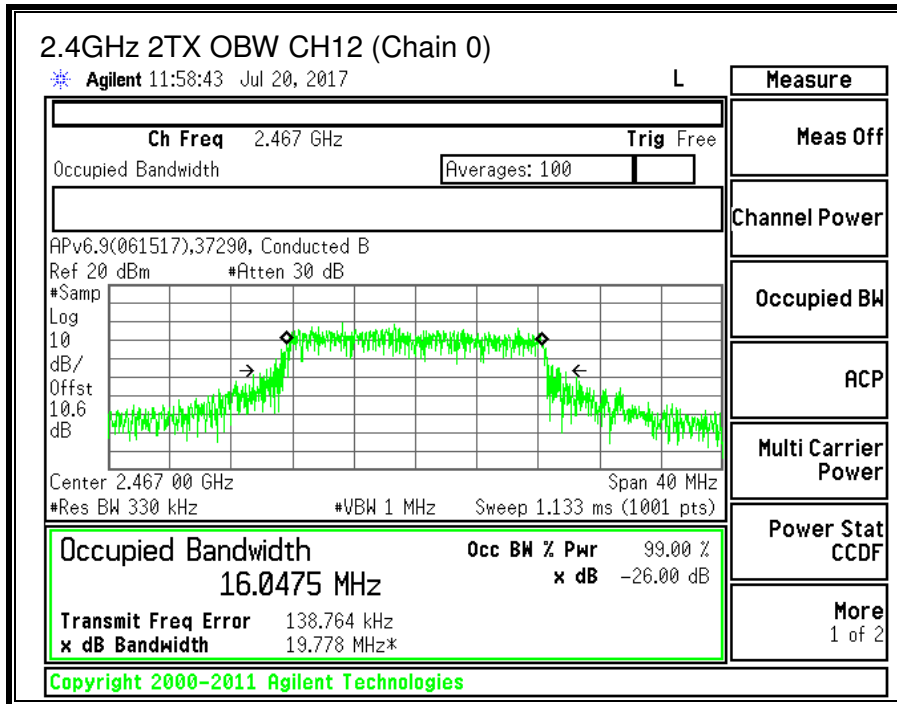 2.4GHz 2TX OBW CH12 (Chain 0)
Agilent 11:58:43 Jul 20, 2017 L
Measure
Ch Freq 2.467 GHz Trig Free
Meas Off
Occupied Bandwidth Averages: 100
Channel Power
APv6.9(061517),37290, Conducted B
Ref 20 dBm #Atten 30 dB
#Samp
Log
10
dB/
Offst
10.6
dB
Occupied BW
ACP
Multi Carrier
Power
Center 2.467 00 GHz Span 40 MHz
#Res BW 330 kHz #VBW 1 MHz Sweep 1.133 ms (1001 pts)
Power Stat
CCDF
Occupied Bandwidth Occ BW % Pwr 99.00 %
16.0475 MHz x dB -26.00 dB
Transmit Freq Error 138.764 kHz
x dB Bandwidth 19.778 MHz*
More
1 of 2
Copyright 2000-2011 Agilent Technologies